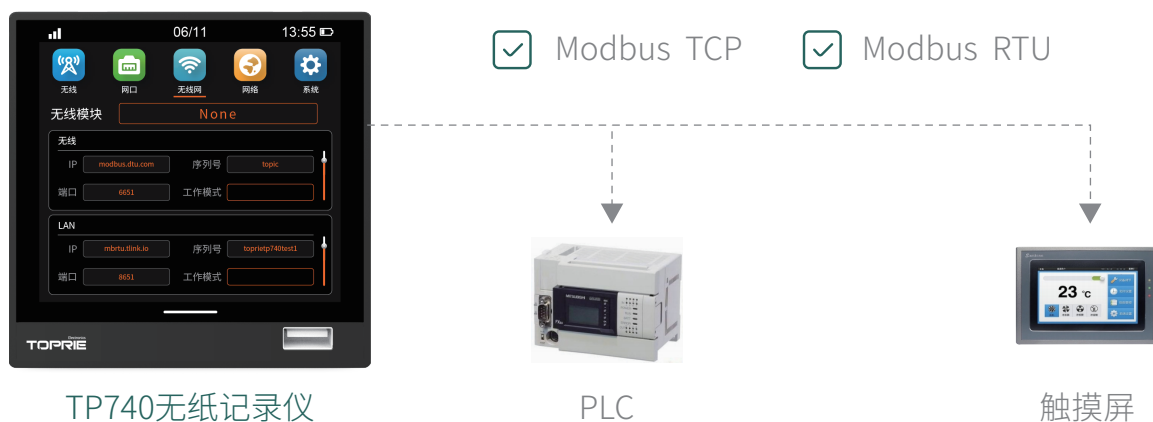 06/11
13:55
Modbus TCP
Modbus RTU
无线
网口
无线网
网络
系统
无线模块
None
无线
IP
modbus.dtu.com
序列号
topic
端口
6651
工作模式
LAN
IP
mbrtu.tlink.io
序列号
toprietp740test1
端口
8651
工作模式
TOPRIE
MITSUBISHI
23 ℃
TP740无纸记录仪
PLC
触摸屏